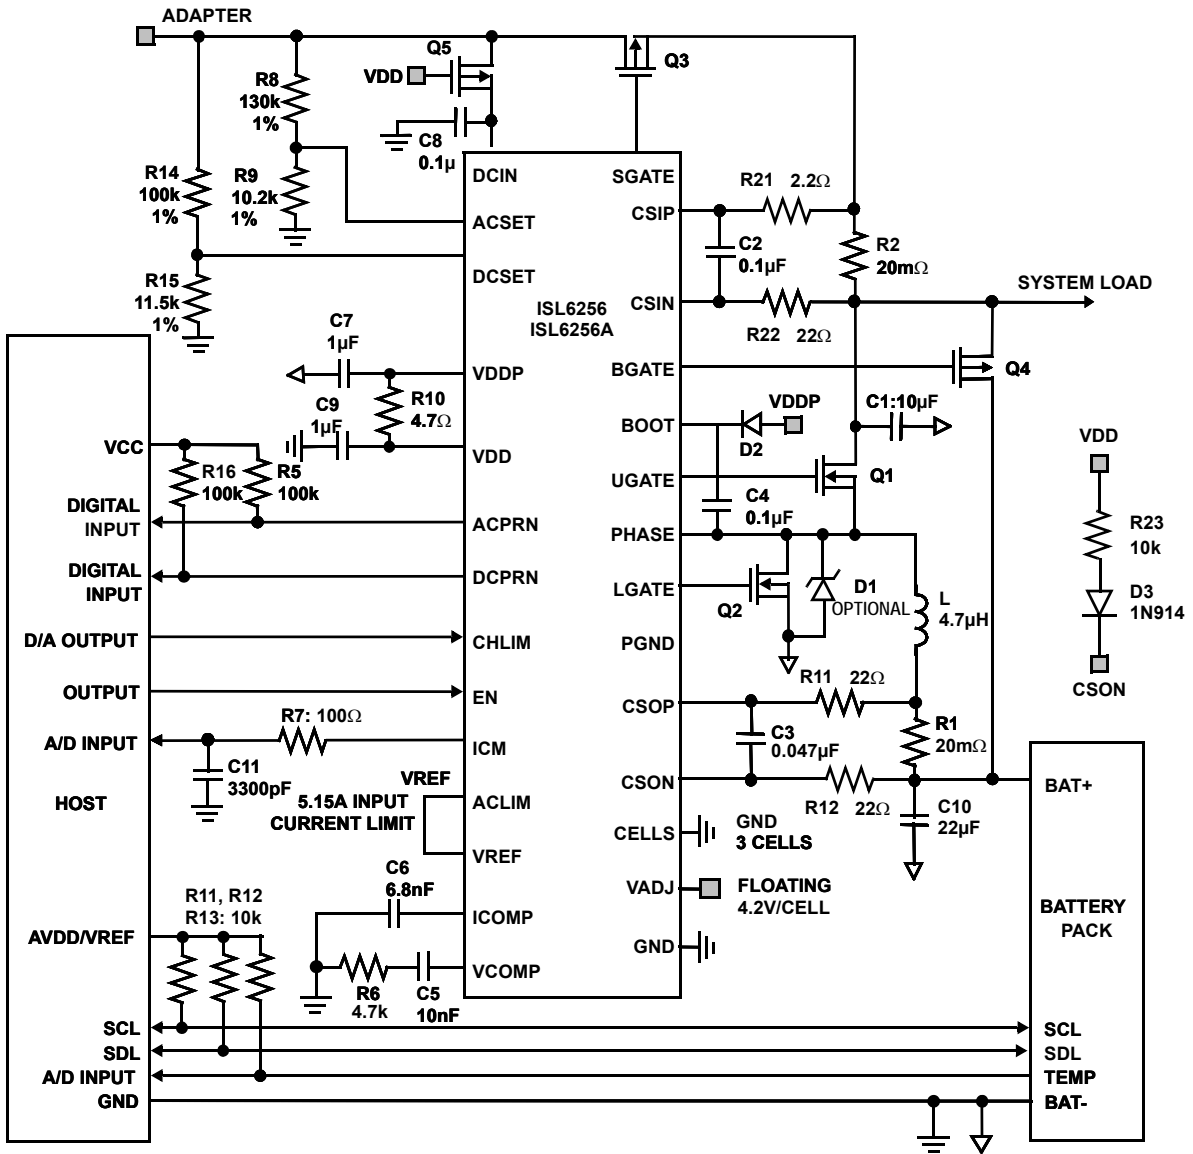 ADAPTER
Q5
VDD
Q3
R8
130k
1%
C8
0.1µ
R14
100k
1%
R9
10.2k
1%
DCIN
SGATE
R21 2.2Ω
ACSET
CSIP
C2
0.1µF
R2
20mΩ
R15
11.5k
1%
DCSET
ISL6256
ISL6256A
CSIN
SYSTEM LOAD
R22 22Ω
C7
1µF
VDDP
BGATE
Q4
R10
4.7Ω
C9
1µF
VDDP
C1:10µF
BOOT
D2
VDD
VCC
R16
100k
R5
100k
VDD
UGATE
Q1
C4
0.1µF
DIGITAL
INPUT
ACPRN
PHASE
R23
10k
DIGITAL
INPUT
DCPRN
LGATE
Q2
D1
OPTIONAL
L
4.7µH
D3
1N914
D/A OUTPUT
CHLIM
PGND
OUTPUT
EN
CSOP
R11 22Ω
CSON
R7: 100Ω
A/D INPUT
ICM
C3
0.047µF
R1
20mΩ
C11
3300pF
VREF
CSON
R12 22Ω
BAT+
HOST
5.15A INPUT
CURRENT LIMIT
ACLIM
C10
22µF
CELLS
GND
3 CELLS
VREF
C6
6.8nF
VADJ
FLOATING
4.2V/CELL
R11, R12
R13: 10k
ICOMP
BATTERY
PACK
AVDD/VREF
GND
VCOMP
R6
4.7k
C5
10nF
SCL
SCL
SDL
SDL
A/D INPUT
TEMP
GND
BAT-